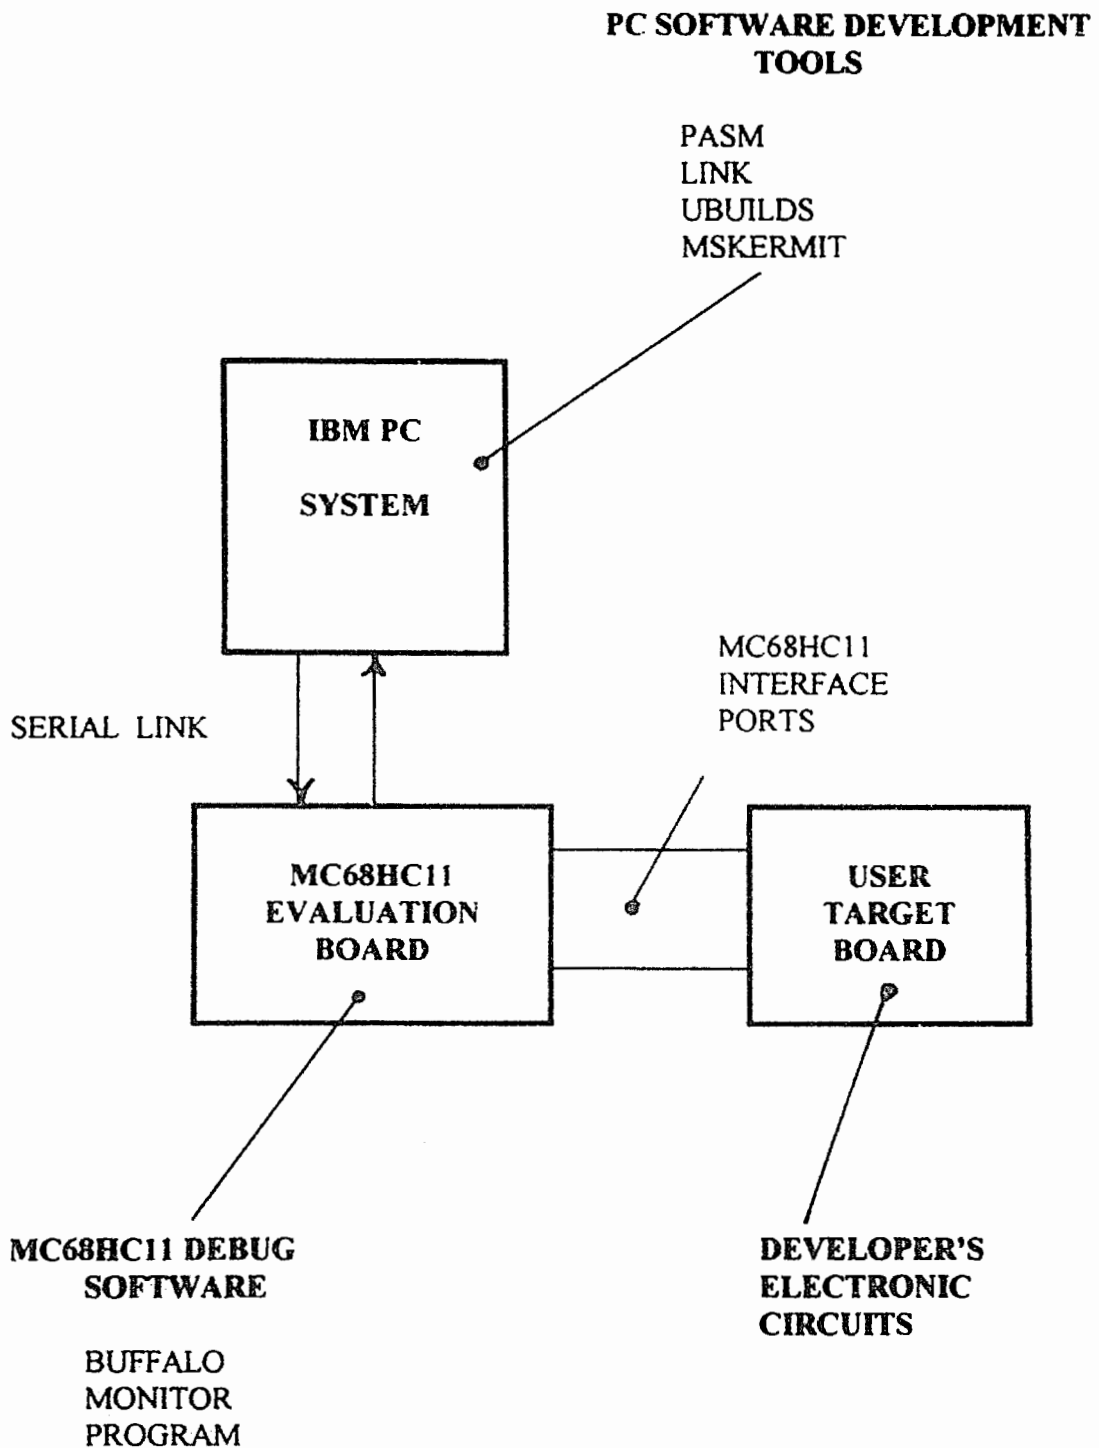 PC SOFTWARE DEVELOPMENT
TOOLS
PASM
LINK
UBUILDS
MSKERMIT
IBM PC
SYSTEM
MC68HC11
INTERFACE
PORTS
SERIAL LINK
MC68HC11
EVALUATION
BOARD
USER
TARGET
BOARD
MC68HC11 DEBUG
SOFTWARE
BUFFALO
MONITOR
PROGRAM
DEVELOPER'S
ELECTRONIC
CIRCUITS